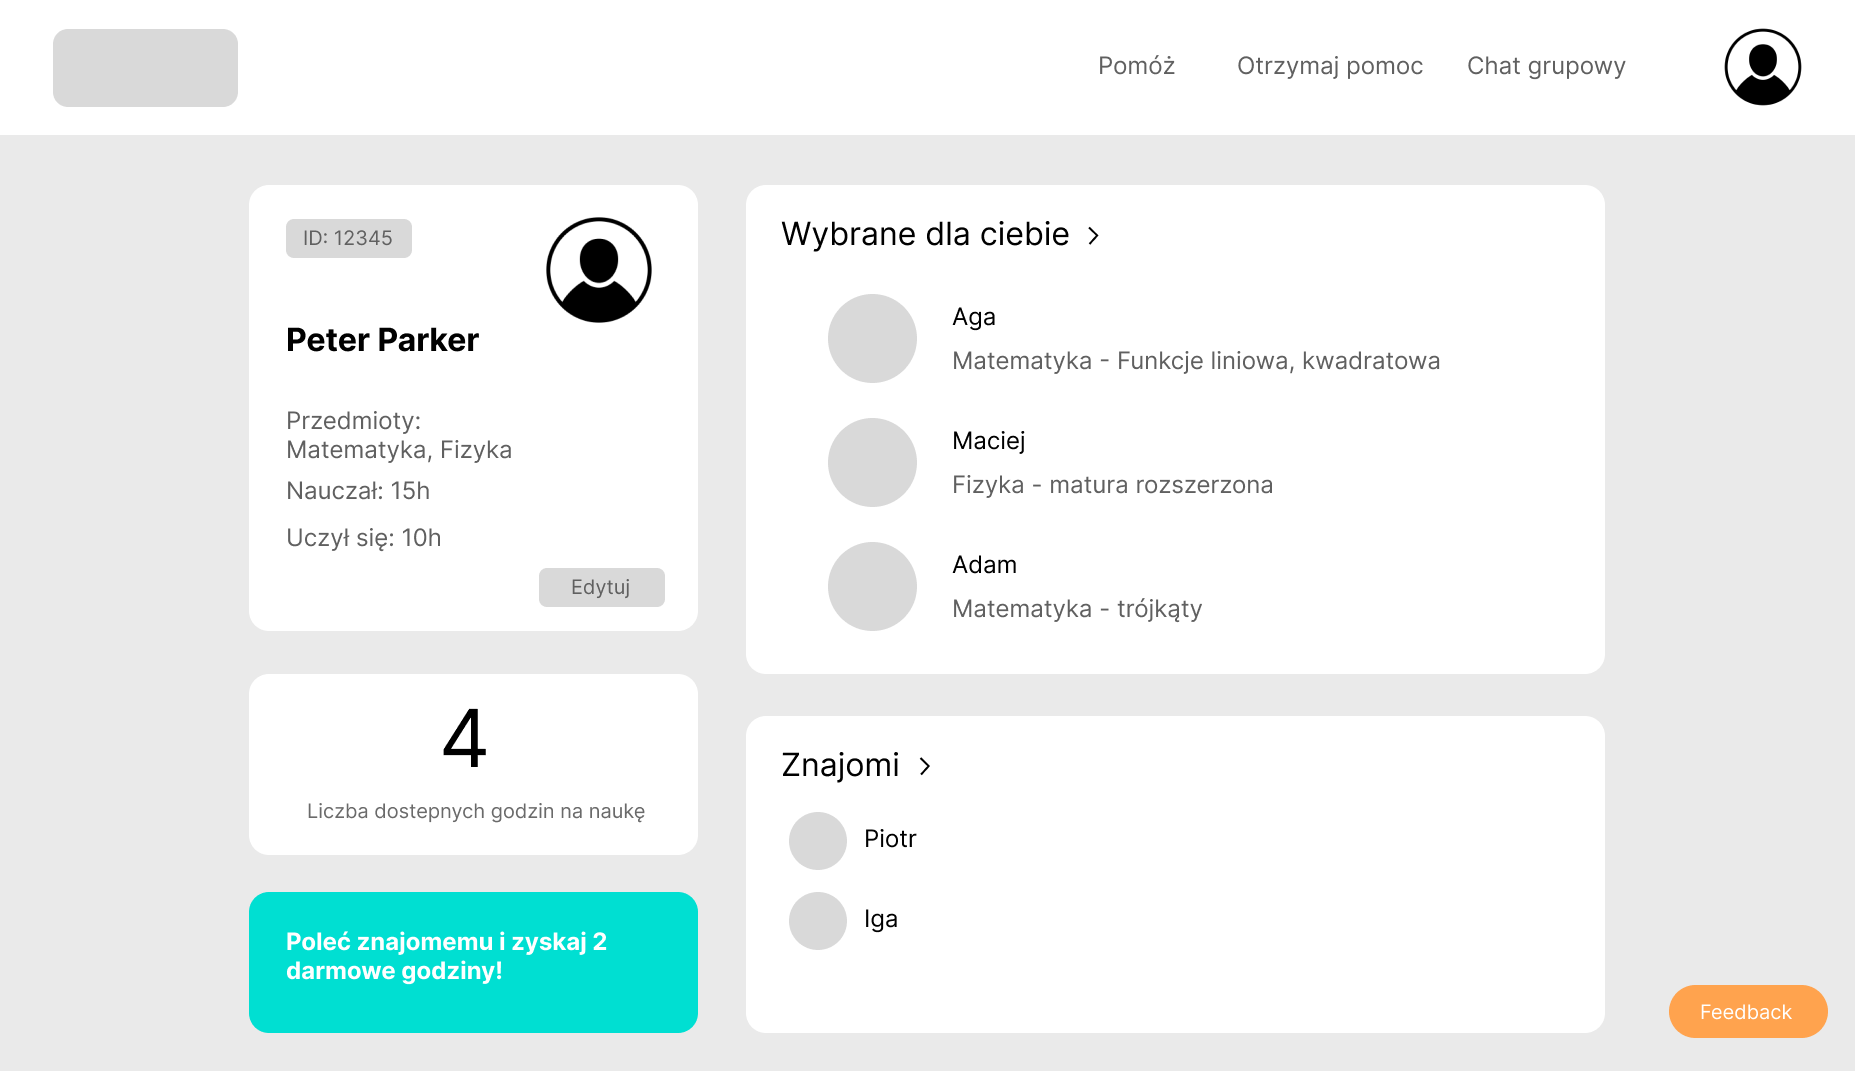 Pomóż
Otrzymaj pomoc
Chat grupowy
ID: 12345
Peter Parker
Przedmioty:
Matematyka, Fizyka
Nauczał: 15h
Uczył się: 10h
Edytuj
4
Liczba dostepnych godzin na naukę
Poleć znajomemu i zyskaj 2
darmowe godziny!
Wybrane dla ciebie
Aga
Matematyka - Funkcje liniowa, kwadratowa
Maciej
Fizyka - matura rozszerzona
Adam
Matematyka - trójkąty
Znajomi
Piotr
Iga
Feedback